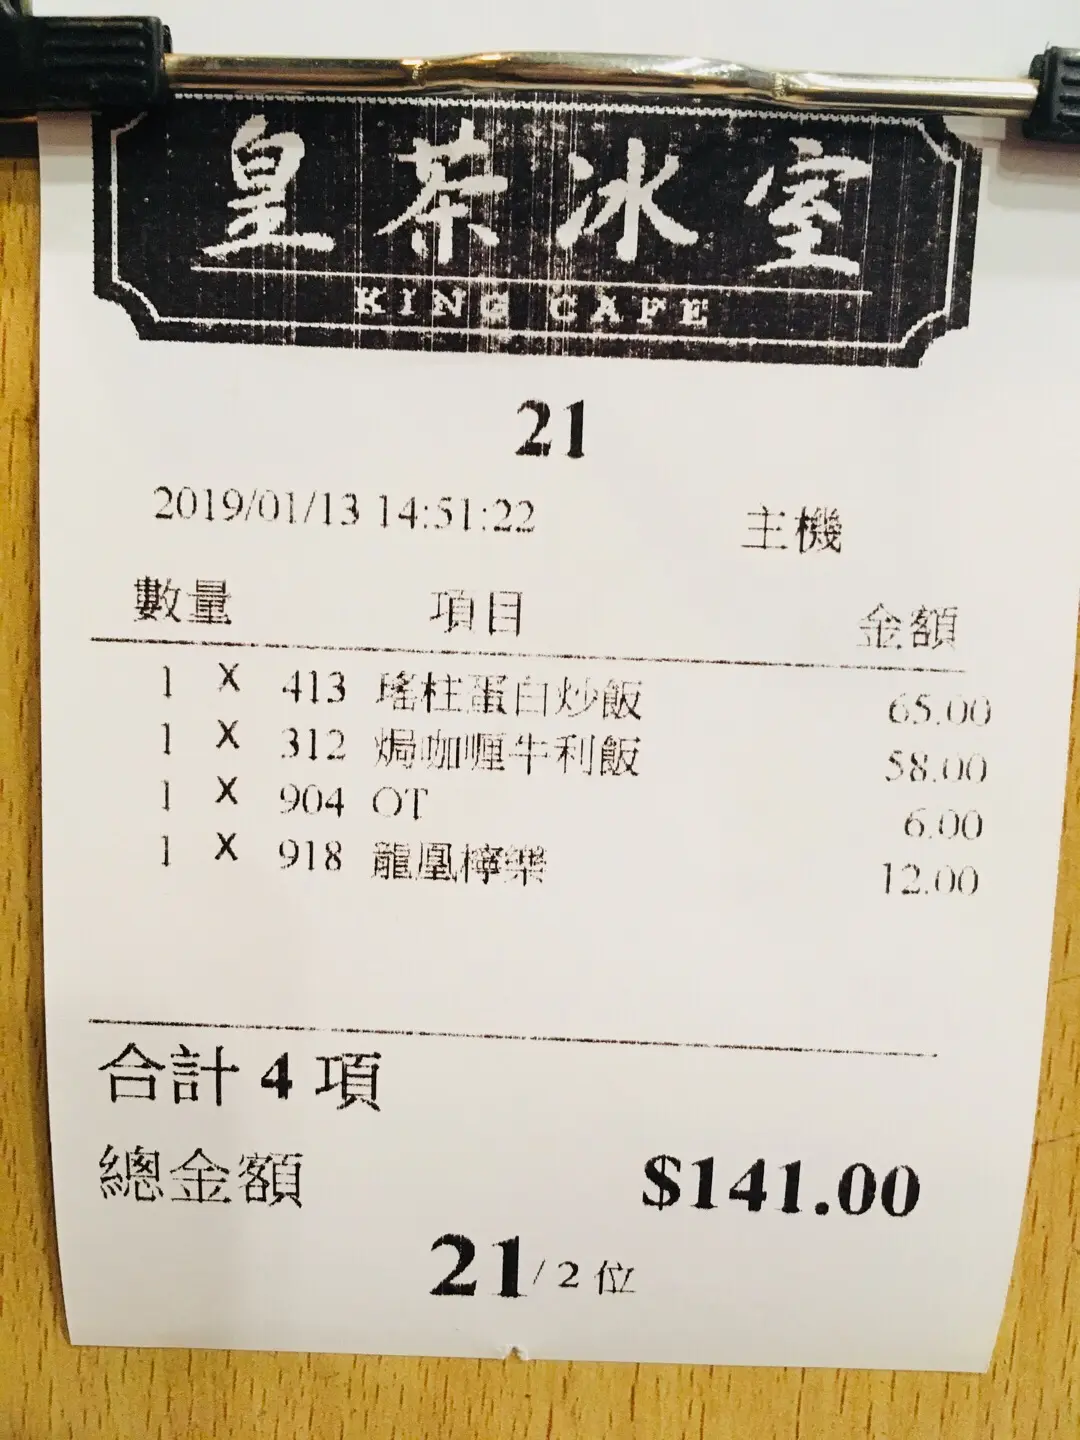 皇茶冰室
KING CAFE
21
2019/01/13 14:51:22 主機
數量 項目 金額
1 X 413 瑤柱蛋白炒飯 65.00
1 X 312 焗咖喱牛利飯 58.00
1 X 904 OT 6.00
1 X 918 龍凰檸樂 12.00
合計 4 項
總金額 $141.00
21/2 位